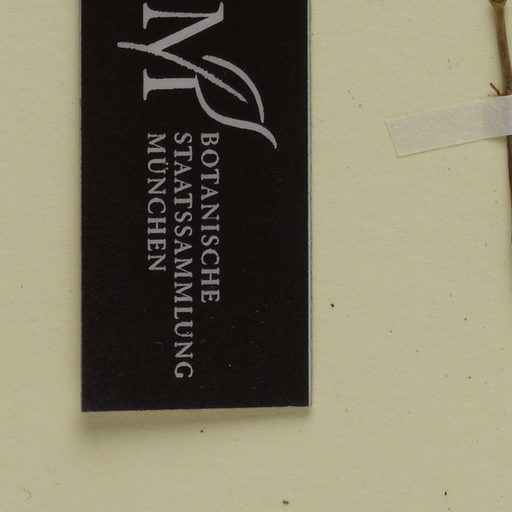 M
BOTANISCHE
STAATSSAMMLUNG
MÜNCHEN